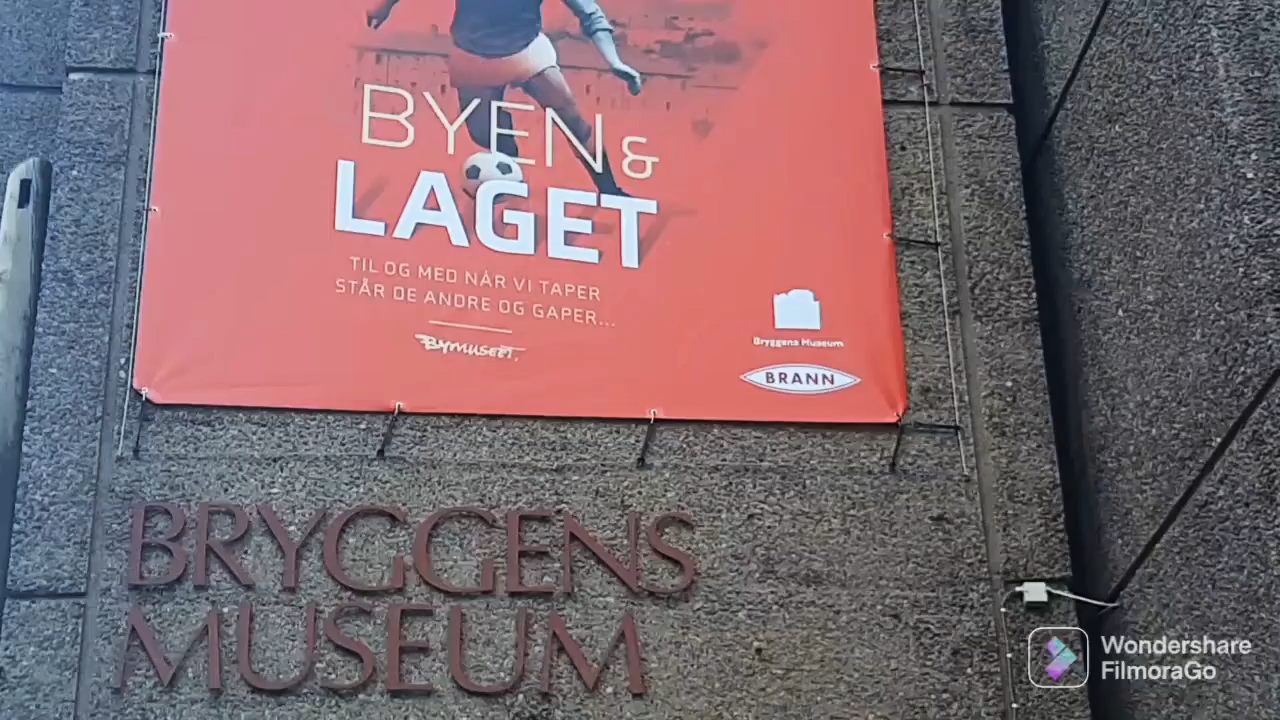 BYEN &
LAGET
TIL OG MED NÅR VI TAPER
STÅR DE ANDRE OG GAPER...
BYMUSEET.
Bryggens Museum
BRANN
BRYGGENS
MUSEUM
Wondershare
FilmoraGo